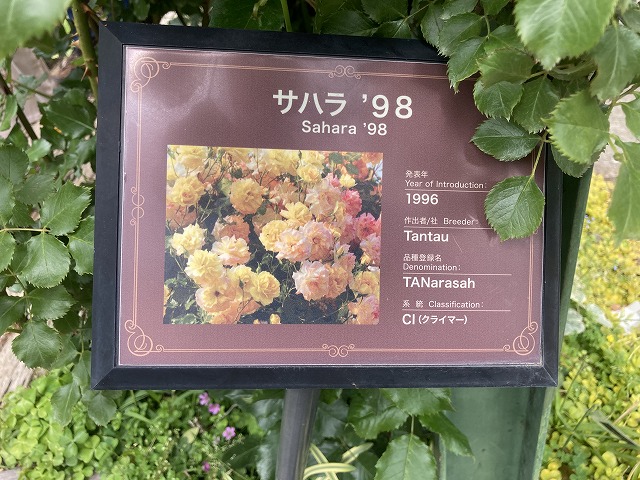 サハラ '98
Sahara '98
発表年
Year of Introduction:
1996
作出者/社 Breeder:
Tantau
品種登録名
Denomination:
TANarasah
系 統 Classification:
Cl（クライマー）